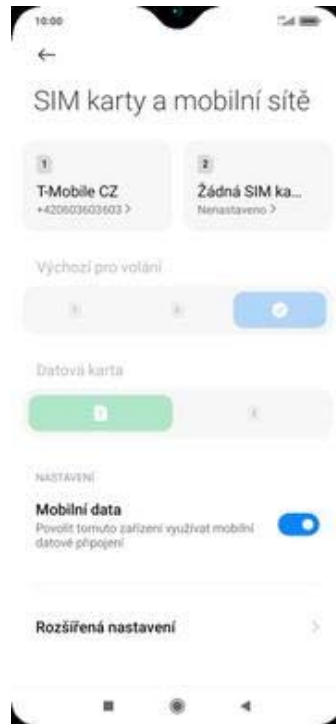 10:00
SIM karty a mobilní sítě
1
2
T-Mobile CZ
Žádná SIM ka...
+420603603603 >
Nenastaveno >
Výchozí pro volání
1
2
Datová karta
1
2
NASTAVENÍ
Mobilní data
Povolit tomuto zařízení využívat mobilní
datové připojení
Rozšířená nastavení